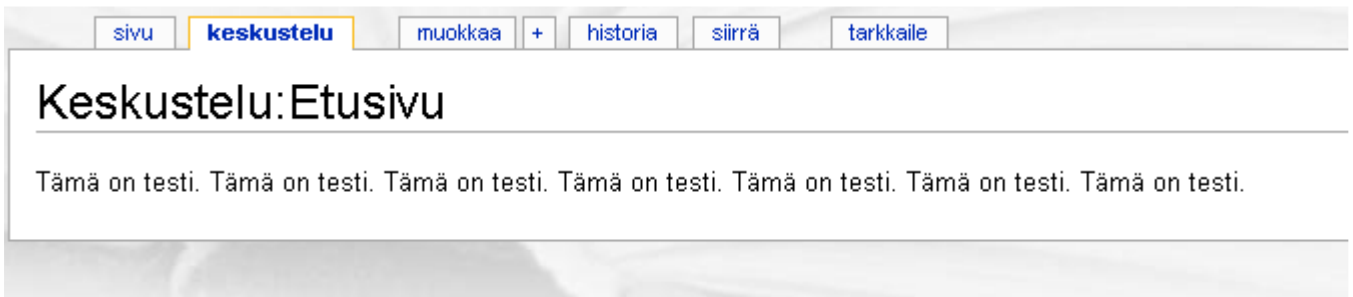 sivu keskustelu muokkaa + historia siirrä tarkkaile
Keskustelu:Etusivu
Tämä on testi. Tämä on testi. Tämä on testi. Tämä on testi. Tämä on testi. Tämä on testi. Tämä on testi.